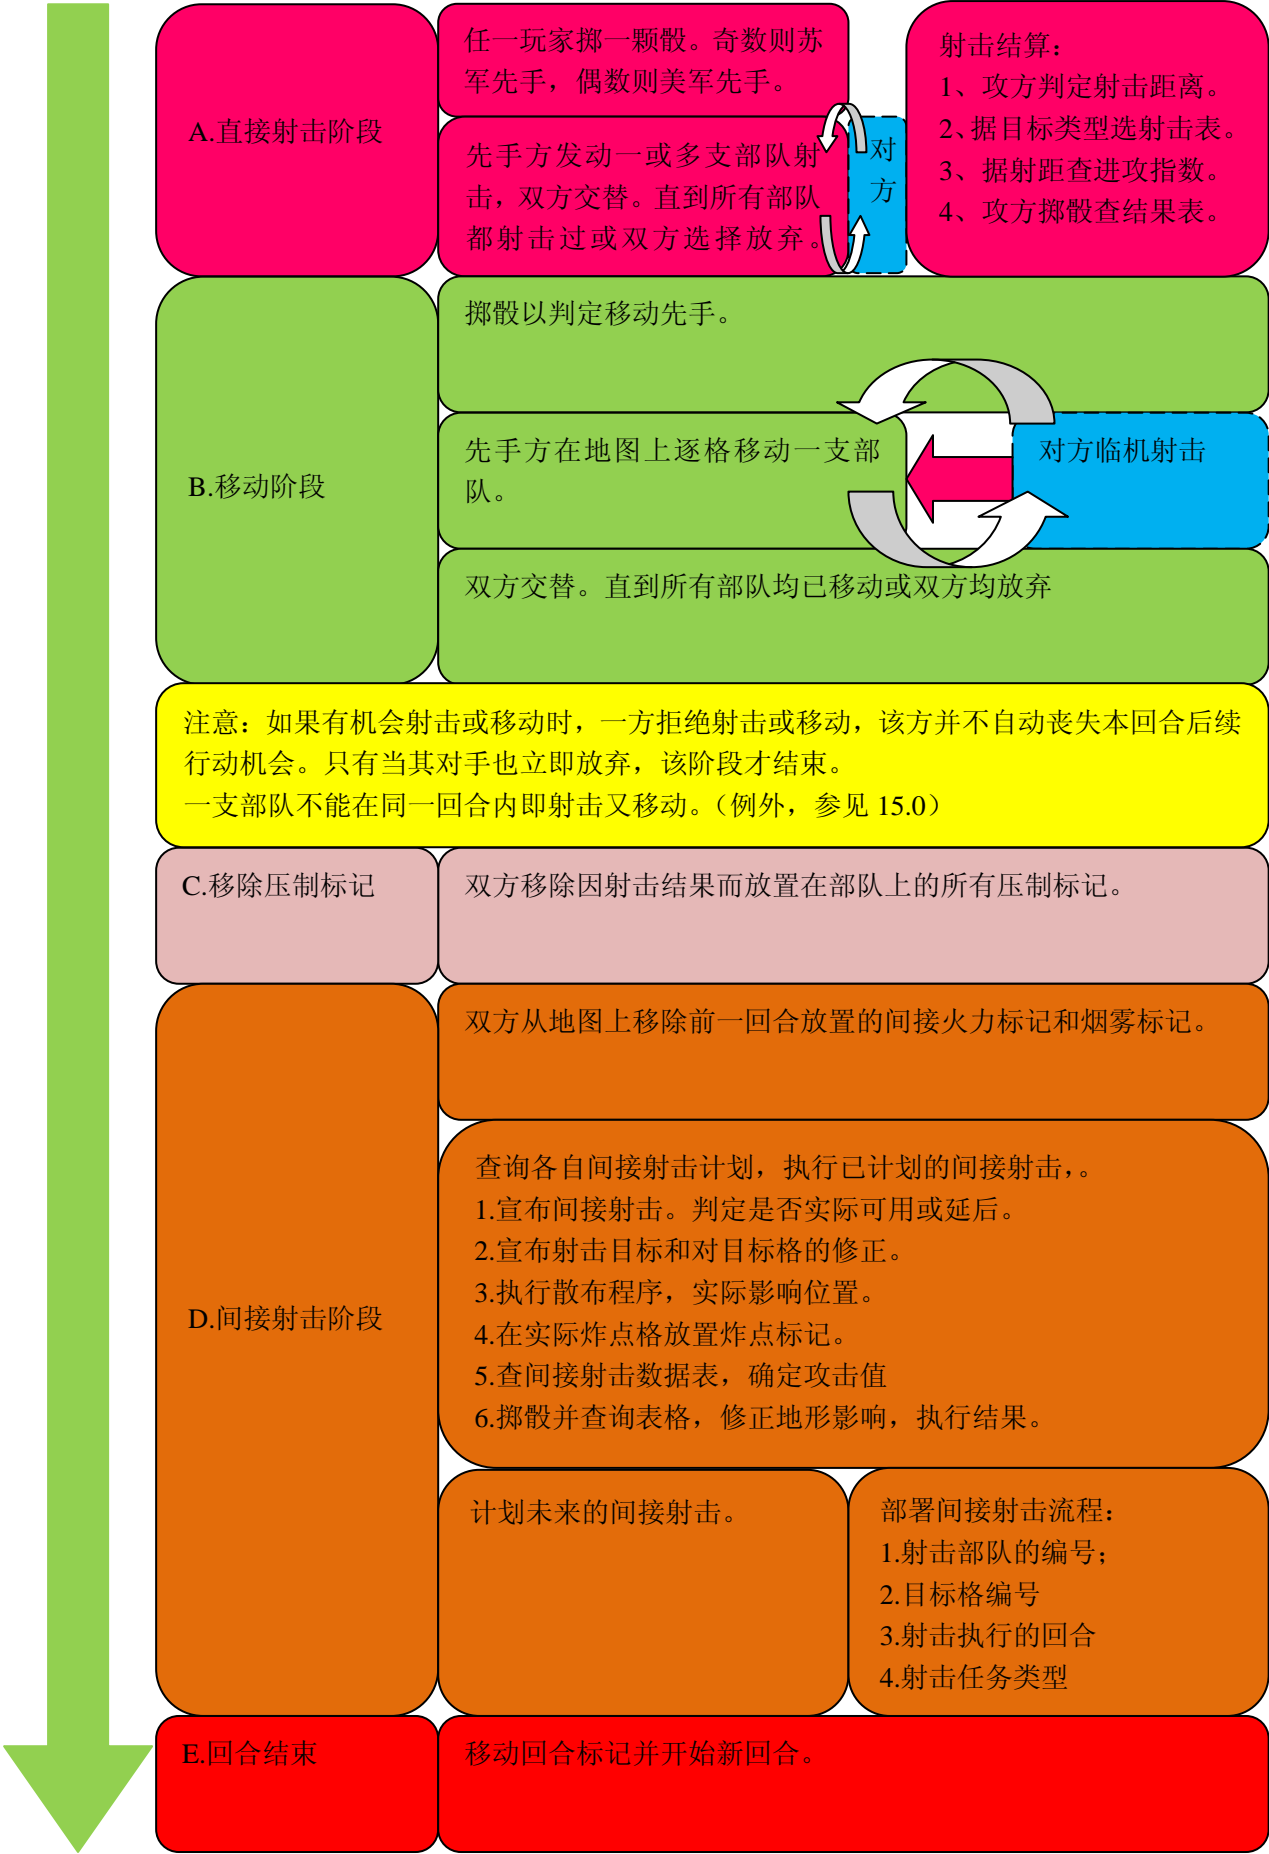 A.直接射击阶段
任一玩家掷一颗骰。奇数则苏
军先手，偶数则美军先手。
先手方发动一或多支部队射
击，双方交替。直到所有部队
都射击过或双方选择放弃。
对
方
射击结算：
1、攻方判定射击距离。
2、据目标类型选射击表。
3、据射距查进攻指数。
4、攻方掷骰查结果表。
B.移动阶段
掷骰以判定移动先手。
先手方在地图上逐格移动一支部
队。
对方临机射击
双方交替。直到所有部队均已移动或双方均放弃
注意：如果有机会射击或移动时，一方拒绝射击或移动，该方并不自动丧失本回合后续
行动机会。只有当其对手也立即放弃，该阶段才结束。
一支部队不能在同一回合内即射击又移动。（例外，参见 15.0）
C.移除压制标记
双方移除因射击结果而放置在部队上的所有压制标记。
D.间接射击阶段
双方从地图上移除前一回合放置的间接火力标记和烟雾标记。
查询各自间接射击计划，执行已计划的间接射击，。
1.宣布间接射击。判定是否实际可用或延后。
2.宣布射击目标和对目标格的修正。
3.执行散布程序，实际影响位置。
4.在实际炸点格放置炸点标记。
5.查间接射击数据表，确定攻击值
6.掷骰并查询表格，修正地形影响，执行结果。
计划未来的间接射击。
部署间接射击流程：
1.射击部队的编号；
2.目标格编号
3.射击执行的回合
4.射击任务类型
E.回合结束
移动回合标记并开始新回合。